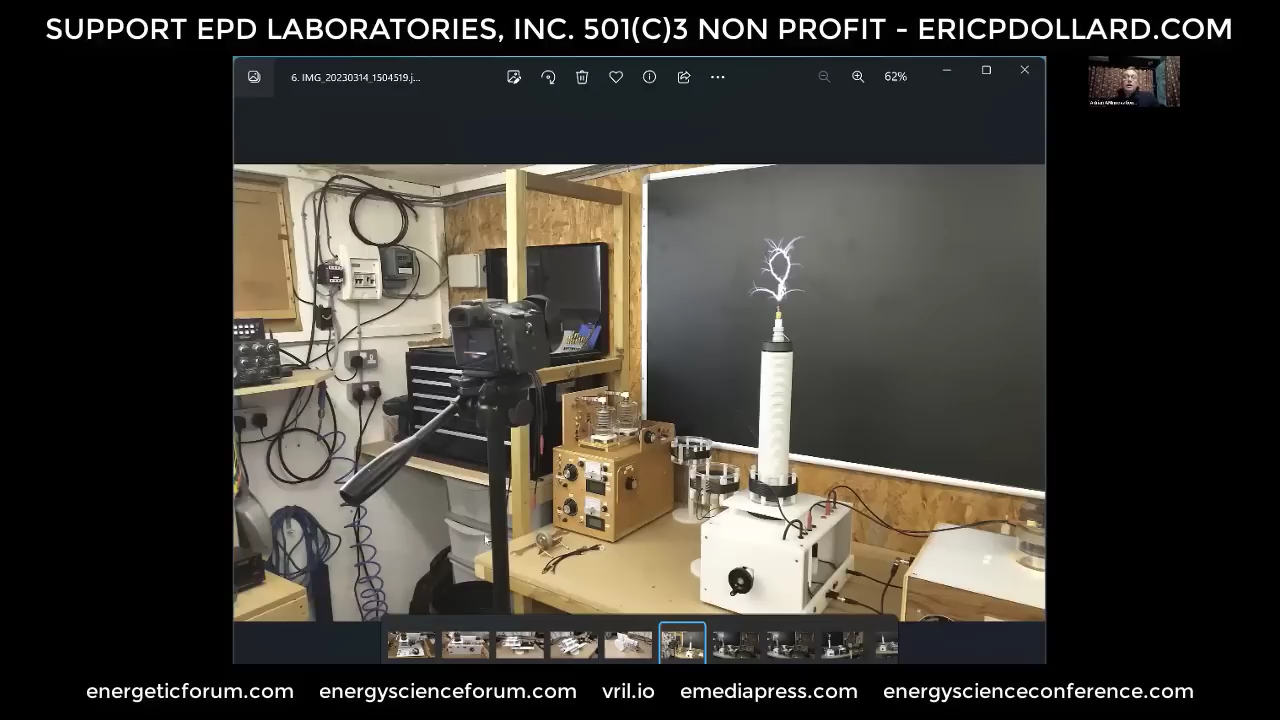 SUPPORT EPD LABORATORIES, INC. 501(C)3 NON PROFIT - ERICPDOLLARD.COM
6. IMG_20230314_1504519.j...
62%
energeticforum.com energyscienceforum.com vril.io emediapress.com energyscienceconference.com